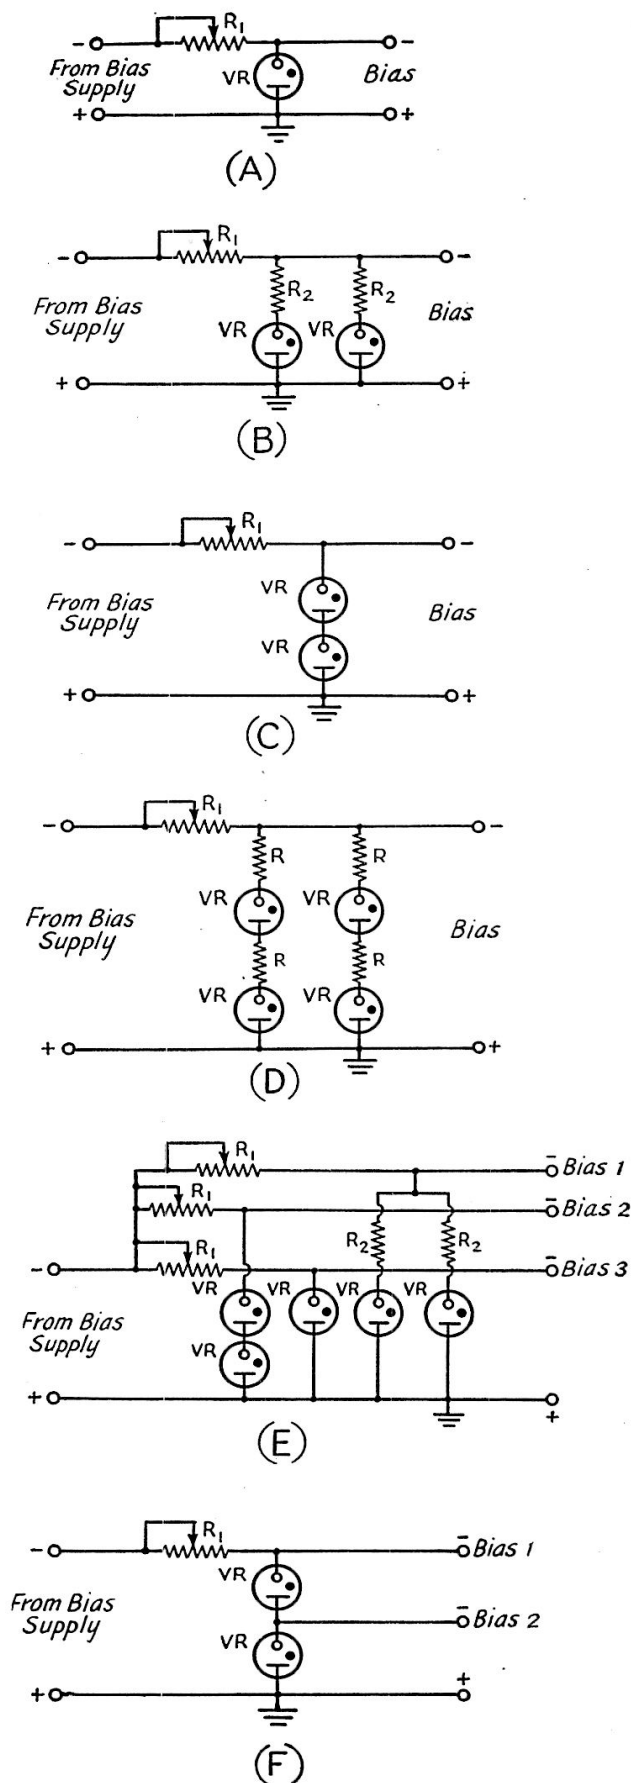 R1
- -
From Bias VR Bias
Supply
+ +
(A)
R1
- -
R2 R2
From Bias Bias
Supply VR VR
+ +
(B)
R1
- -
VR
From Bias Bias
Supply
VR
+ +
(C)
R1
- -
R R
VR VR
From Bias Bias
Supply
R R
VR VR
+ +
(D)
R1 - Bias 1
R1 - Bias 2
R2 R2
R1
- - Bias 3
VR VR VR VR
From Bias
Supply VR
+ +
(E)
R1
- - Bias 1
VR
From Bias - Bias 2
Supply VR
+ +
(F)